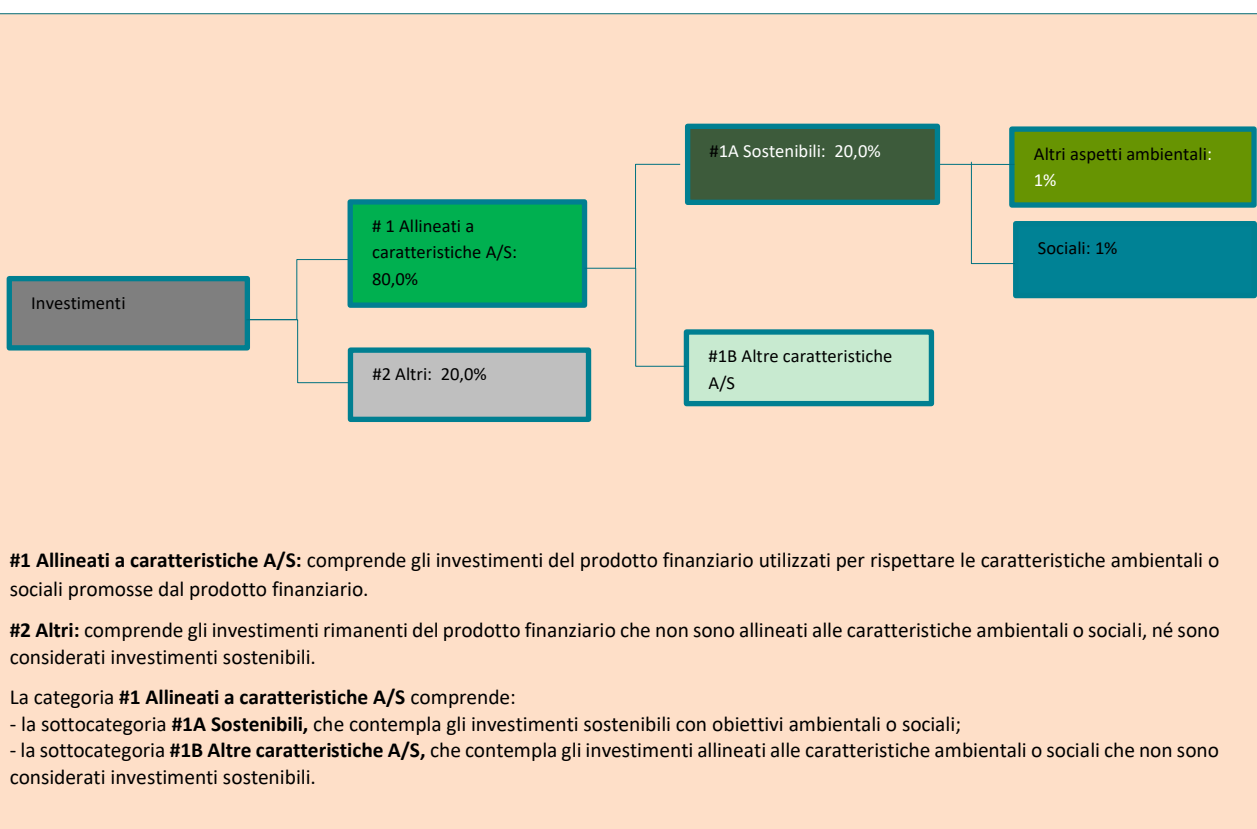 #1A Sostenibili: 20,0%
Altri aspetti ambientali:
1%
# 1 Allineati a
caratteristiche A/S:
80,0%
Sociali: 1%
Investimenti
#2 Altri: 20,0%
#1B Altre caratteristiche
A/S
#1 Allineati a caratteristiche A/S: comprende gli investimenti del prodotto finanziario utilizzati per rispettare le caratteristiche ambientali o
sociali promosse dal prodotto finanziario.
#2 Altri: comprende gli investimenti rimanenti del prodotto finanziario che non sono allineati alle caratteristiche ambientali o sociali, né sono
considerati investimenti sostenibili.
La categoria #1 Allineati a caratteristiche A/S comprende:
- la sottocategoria #1A Sostenibili, che contempla gli investimenti sostenibili con obiettivi ambientali o sociali;
- la sottocategoria #1B Altre caratteristiche A/S, che contempla gli investimenti allineati alle caratteristiche ambientali o sociali che non sono
considerati investimenti sostenibili.